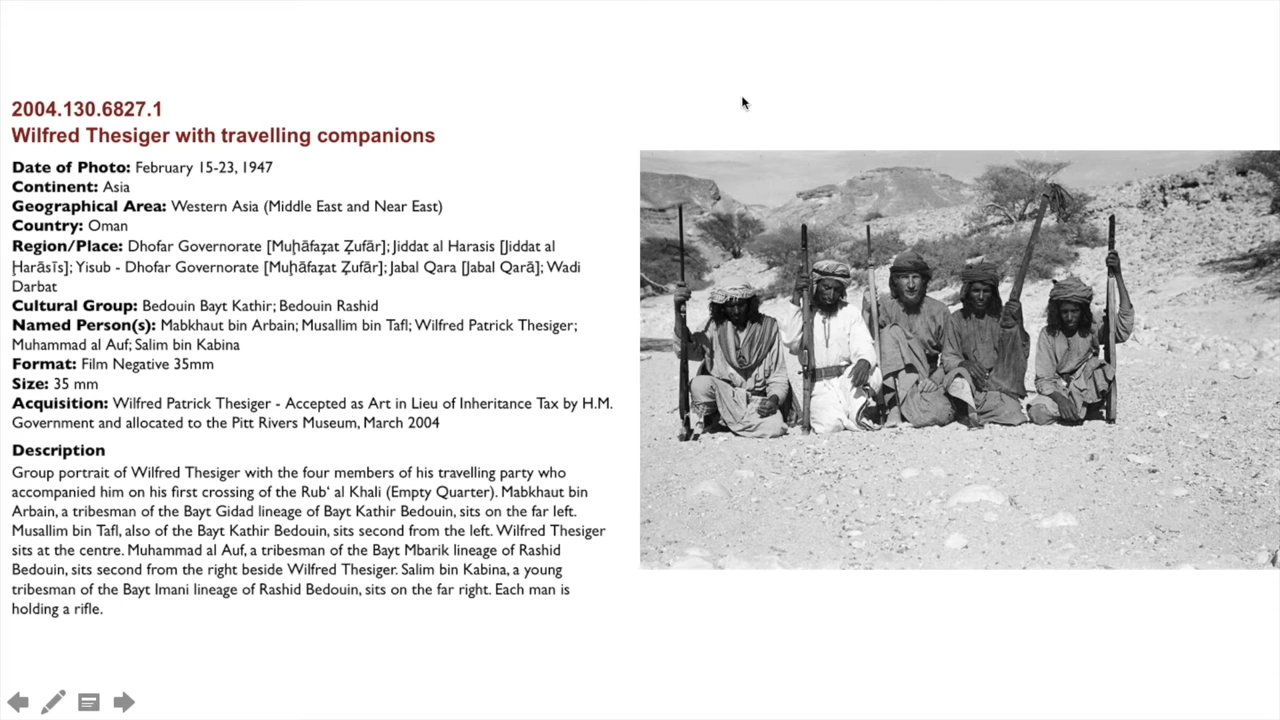 2004.130.6827.1
Wilfred Thesiger with travelling companions
Date of Photo: February 15-23, 1947
Continent: Asia
Geographical Area: Western Asia (Middle East and Near East)
Country: Oman
Region/Place: Dhofar Governorate [Muḩāfaz̧at Z̧ufār]; Jiddat al Harasis [Jiddat al
Ḩarāsīs]; Yisub - Dhofar Governorate [Muḩāfaz̧at Z̧ufār]; Jabal Qara [Jabal Qarā]; Wadi
Darbat
Cultural Group: Bedouin Bayt Kathir; Bedouin Rashid
Named Person(s): Mabkhaut bin Arbain; Musallim bin Tafl; Wilfred Patrick Thesiger;
Muhammad al Auf; Salim bin Kabina
Format: Film Negative 35mm
Size: 35 mm
Acquisition: Wilfred Patrick Thesiger - Accepted as Art in Lieu of Inheritance Tax by H.M.
Government and allocated to the Pitt Rivers Museum, March 2004
Description
Group portrait of Wilfred Thesiger with the four members of his travelling party who
accompanied him on his first crossing of the Rub‘ al Khali (Empty Quarter). Mabkhaut bin
Arbain, a tribesman of the Bayt Gidad lineage of Bayt Kathir Bedouin, sits on the far left.
Musallim bin Tafl, also of the Bayt Kathir Bedouin, sits second from the left. Wilfred Thesiger
sits at the centre. Muhammad al Auf, a tribesman of the Bayt Mbarik lineage of Rashid
Bedouin, sits second from the right beside Wilfred Thesiger. Salim bin Kabina, a young
tribesman of the Bayt Imani lineage of Rashid Bedouin, sits on the far right. Each man is
holding a rifle.